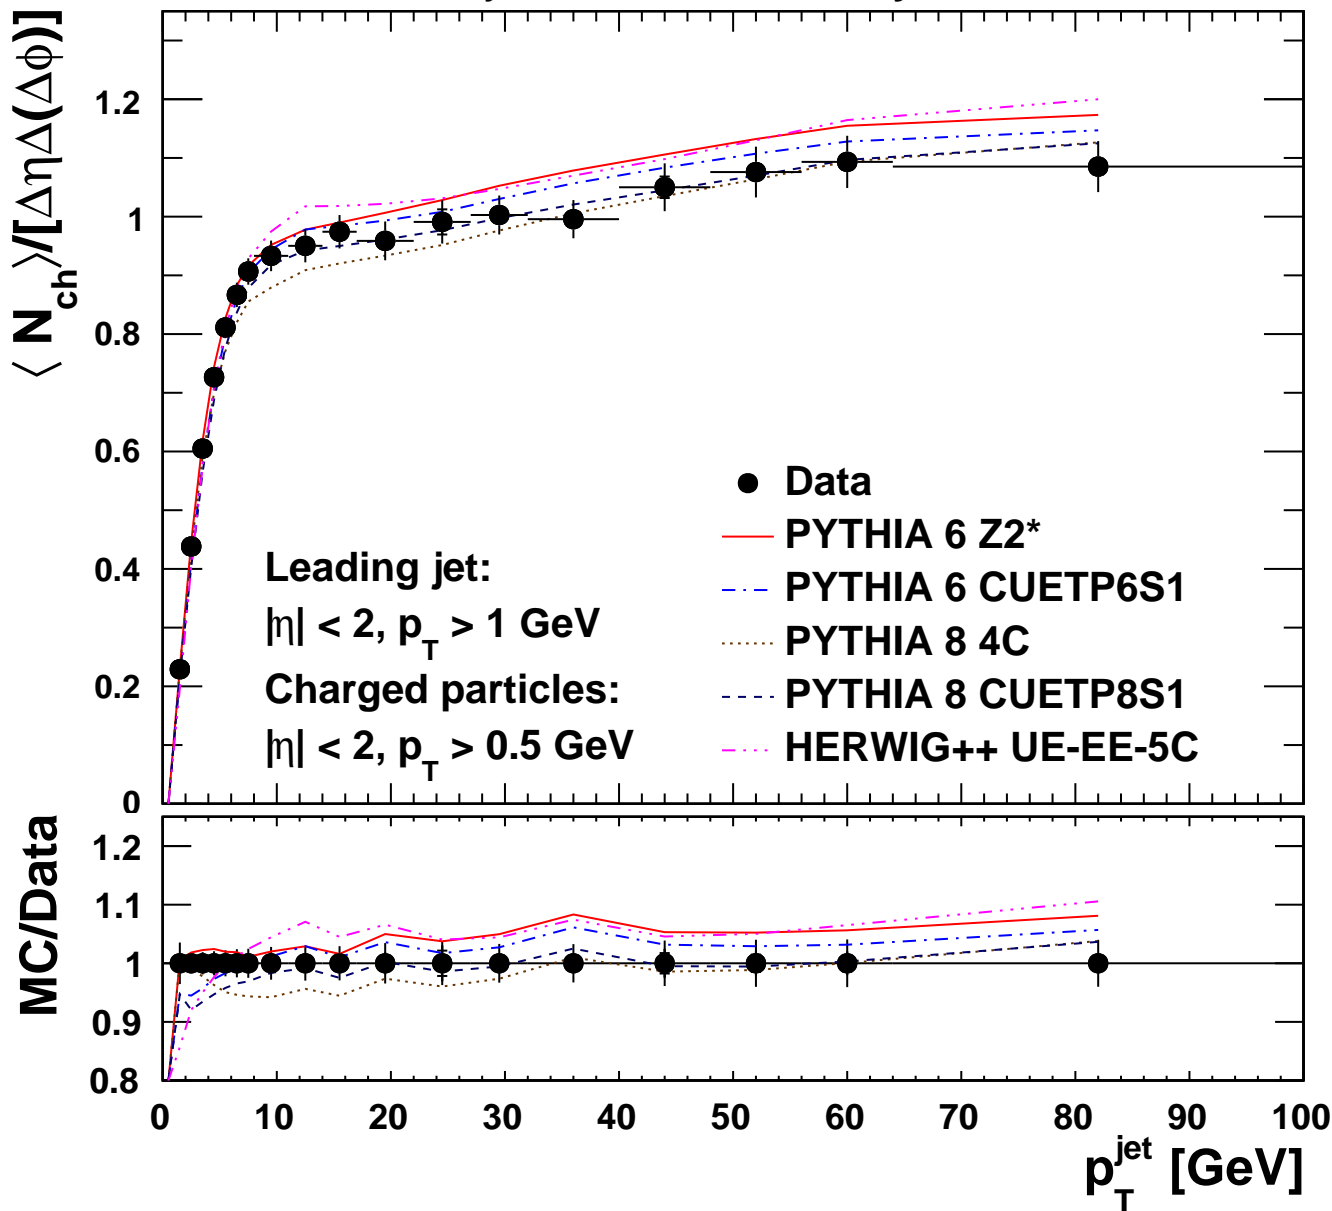 ⟨ N_ch ⟩/[ΔηΔ(Δϕ)]
1.2
1
0.8
0.6
0.4
0.2
0
Data
PYTHIA 6 Z2*
PYTHIA 6 CUETP6S1
PYTHIA 8 4C
PYTHIA 8 CUETP8S1
HERWIG++ UE-EE-5C
Leading jet:
|η| < 2, p_T > 1 GeV
Charged particles:
|η| < 2, p_T > 0.5 GeV
MC/Data
1.2
1.1
1
0.9
0.8
0 10 20 30 40 50 60 70 80 90 100
p_T^jet [GeV]